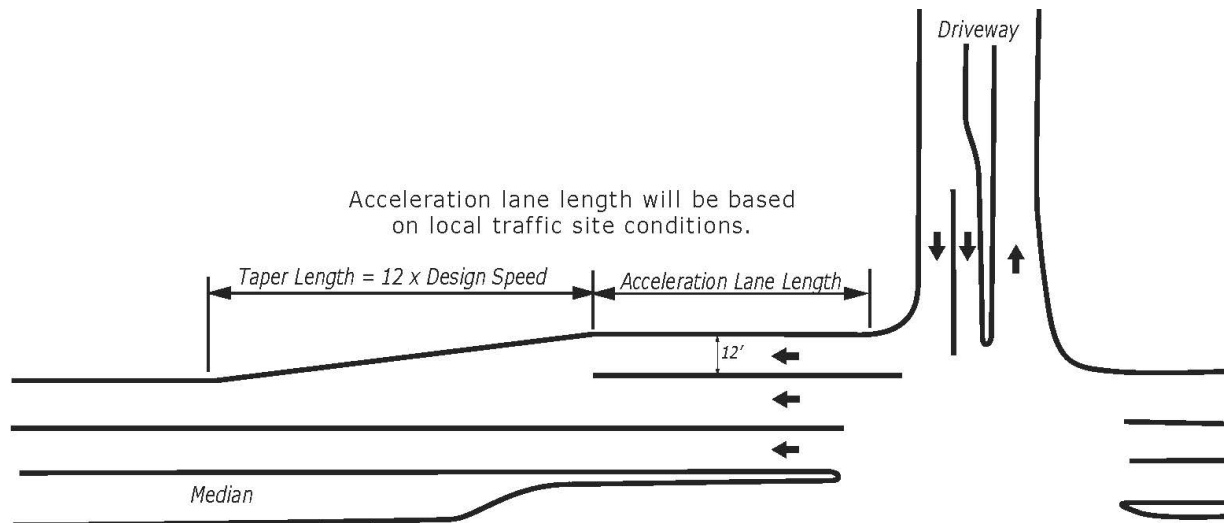 Driveway
Acceleration lane length will be based
on local traffic site conditions.
Taper Length = 12 x Design Speed
Acceleration Lane Length
12'
Median